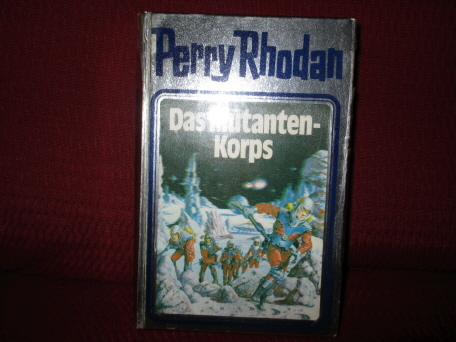 Perry Rhodan
Das Mutanten-
Korps